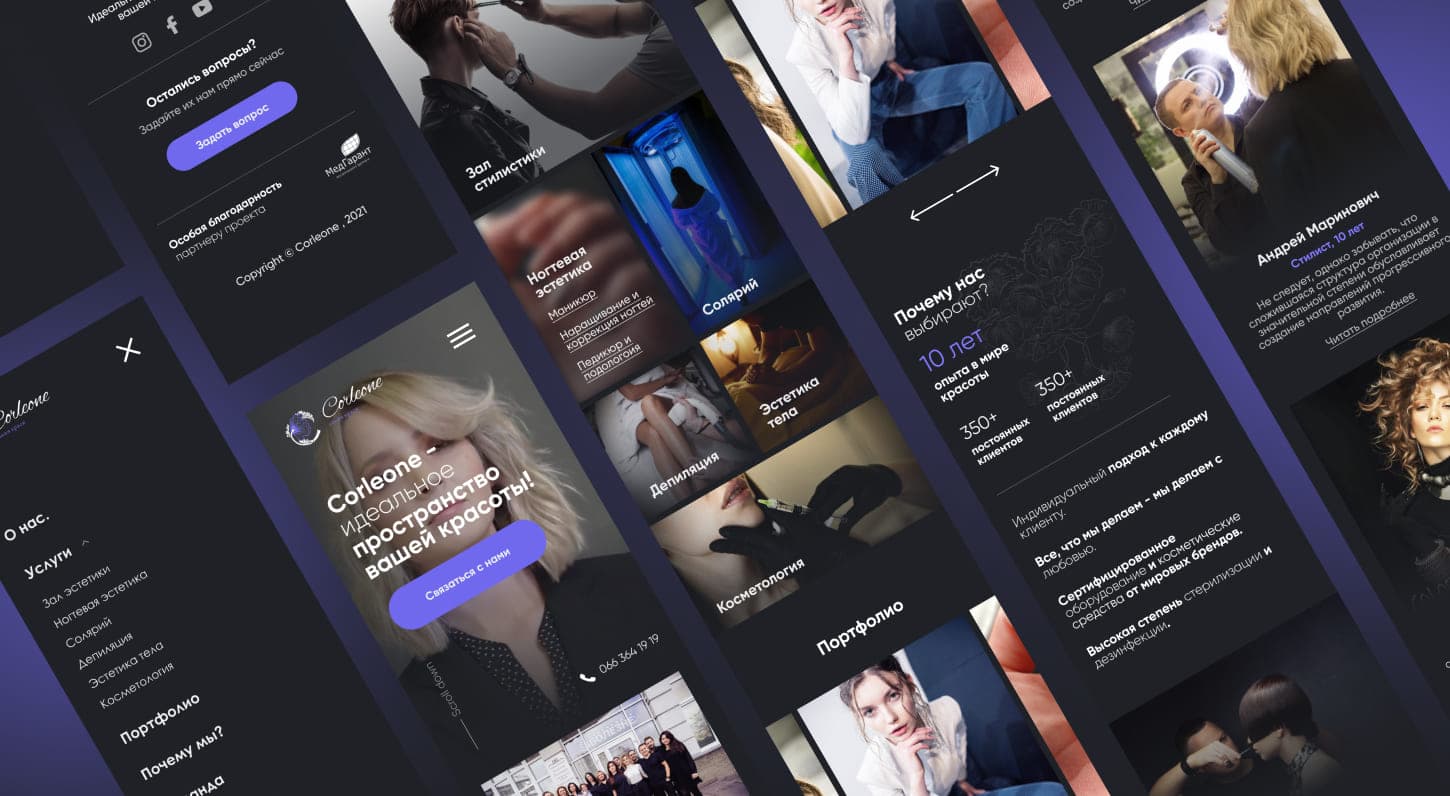 вашей
Остались вопросы?
Задайте их нам прямо сейчас
Задать вопрос
МедГарант
Особая благодарность
партнеру проекта
Copyright © Corleone , 2021
Corleone
О нас.
Услуги
Зал эстетики
Ногтевая эстетика
Солярий
Депиляция
Эстетика тела
Косметология
Портфолио
Почему мы?
Corleone
Corleone -
идеальное
пространство
вашей красоты!
Связаться с нами
Scroll down
066 364 19 19
Зал
стилистики
Ногтевая
эстетика
Маникюр
Наращивание и
коррекция ногтей
Педикюр и
подология
Солярий
Депиляция
Эстетика
тела
Косметология
Портфолио
Почему нас
выбирают?
10 лет
опыта в мире
красоты
350+
постоянных
клиентов
350+
постоянных
клиентов
Индивидуальный подход к каждому
клиенту.
Все, что мы делаем - мы делаем с
любовью.
Сертифицированное
оборудование и косметические
средства от мировых брендов.
Высокая степень стерилизации и
дезинфекции.
Андрей Маринович
Стилист, 10 лет
Не следует, однако забывать, что
сложившаяся структура организации в
значительной степени обуславливает
создание направлений прогрессивного
развития.
Читать подробнее